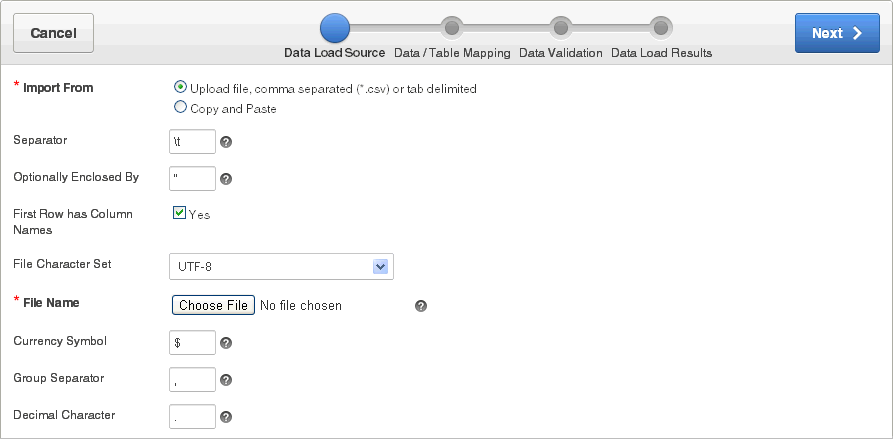 Cancel
Next
Data Load Source Data / Table Mapping Data Validation Data Load Results
* Import From
Upload file, comma separated (*.csv) or tab delimited
Copy and Paste
Separator \t ?
Optionally Enclosed By " ?
First Row has Column
Names
Yes
File Character Set UTF-8
* File Name Choose File No file chosen ?
Currency Symbol $ ?
Group Separator , ?
Decimal Character . ?